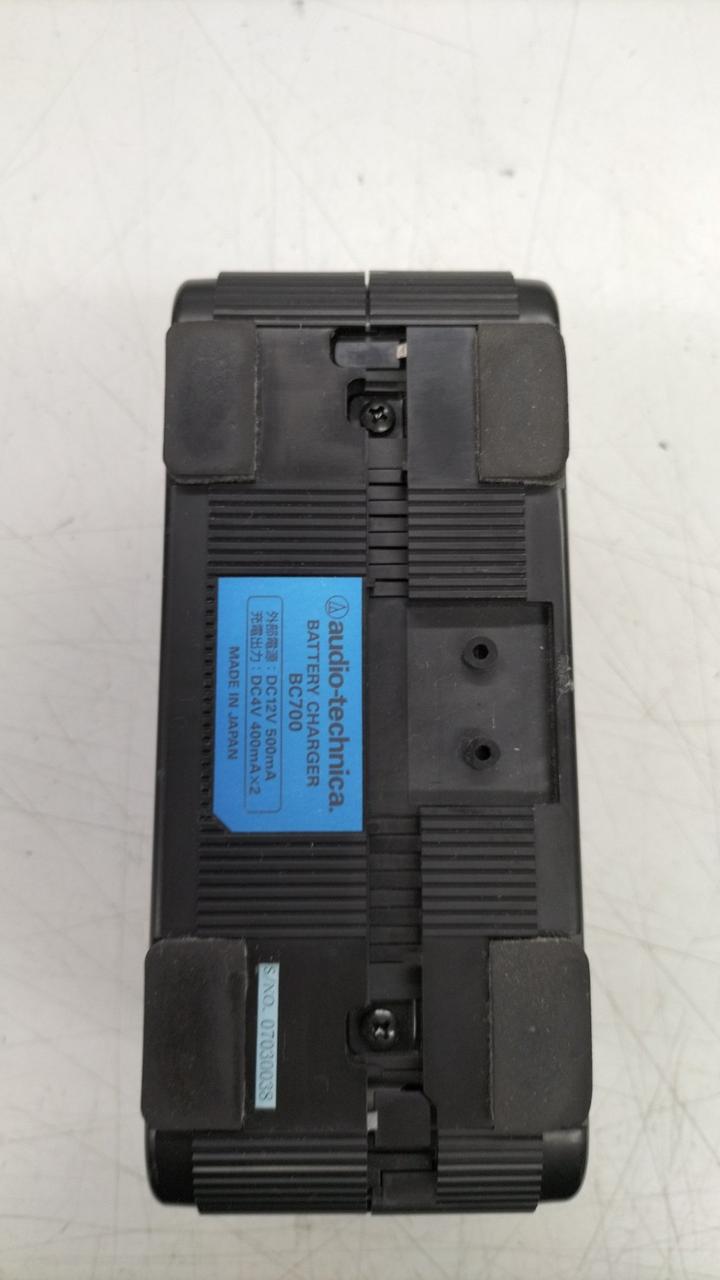 audio-technica.
BATTERY CHARGER
BC700
外部電源：DC12V 500mA
充電出力：DC4V 400mA×2
MADE IN JAPAN
S/NO. 07030038